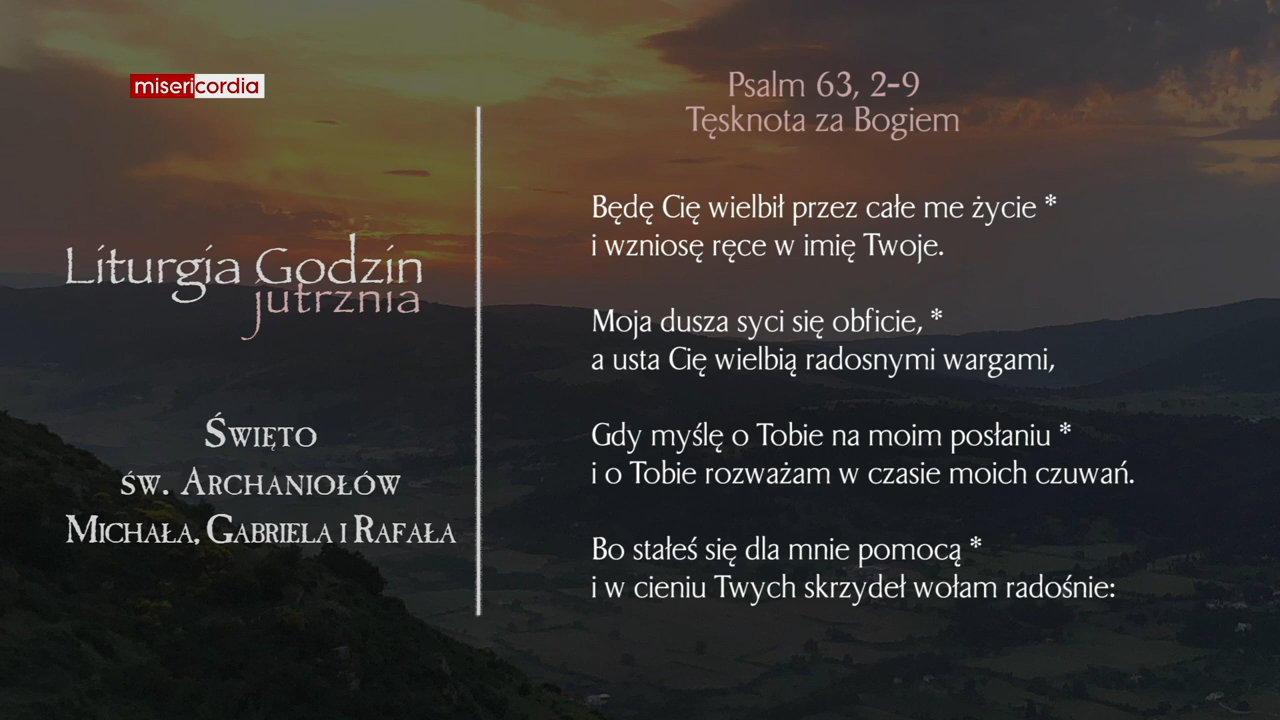 misericordia
Liturgia Godzin
jutrznia
Święto
św. Archaniołów
Michała, Gabriela i Rafała
Psalm 63, 2-9
Tęsknota za Bogiem
Będę Cię wielbił przez całe me życie *
i wzniosę ręce w imię Twoje.
Moja dusza syci się obficie, *
a usta Cię wielbią radosnymi wargami,
Gdy myślę o Tobie na moim posłaniu *
i o Tobie rozważam w czasie moich czuwań.
Bo stałeś się dla mnie pomocą *
i w cieniu Twych skrzydeł wołam radośnie: